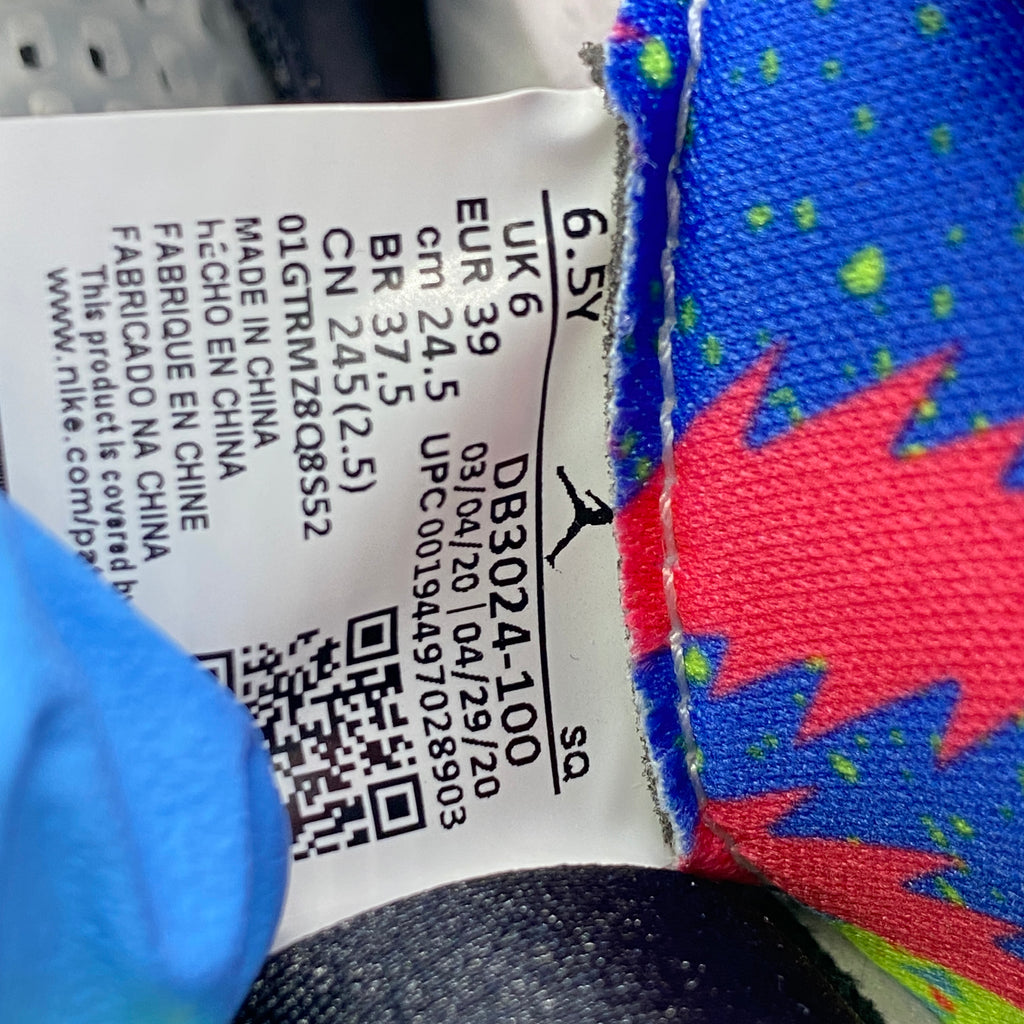 6.5Y
SQ
UK 6
EUR 39
cm 24.5
BR 37.5
CN 245(2.5)
DB3024-100
03/04/20 | 04/29/20
UPC 00194497028903
01GTRMZ8Q8S52
MADE IN CHINA
HECHO EN CHINA
FABRIQUE EN CHINE
FABRICADO NA CHINA
This product is covered
www.nike.com/pa